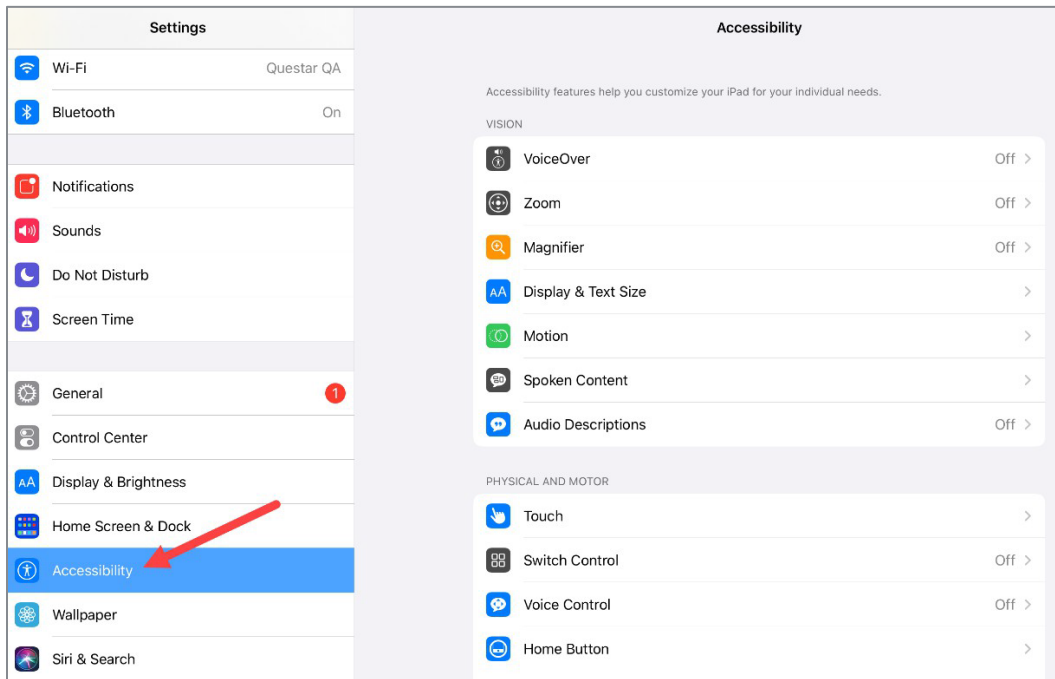 Settings
Wi-Fi Questar QA
Bluetooth On
Notifications
Sounds
Do Not Disturb
Screen Time
General 1
Control Center
AA Display & Brightness
Home Screen & Dock
Accessibility
Wallpaper
Siri & Search
Accessibility
Accessibility features help you customize your iPad for your individual needs.
VISION
VoiceOver Off
Zoom Off
Magnifier Off
AA Display & Text Size
Motion
Spoken Content
Audio Descriptions Off
PHYSICAL AND MOTOR
Touch
Switch Control Off
Voice Control Off
Home Button